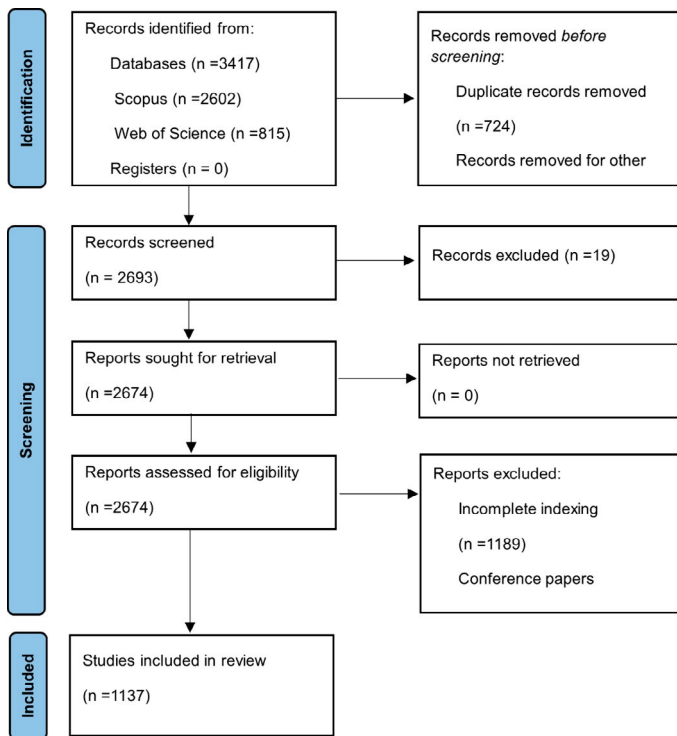 Identification
Records identified from:
Databases (n =3417)
Scopus (n =2602)
Web of Science (n =815)
Registers (n = 0)
Records removed before
screening:
Duplicate records removed
(n =724)
Records removed for other
Screening
Records screened
(n = 2693)
Records excluded (n =19)
Reports sought for retrieval
(n =2674)
Reports not retrieved
(n = 0)
Reports assessed for eligibility
(n =2674)
Reports excluded:
Incomplete indexing
(n =1189)
Conference papers
Included
Studies included in review
(n =1137)